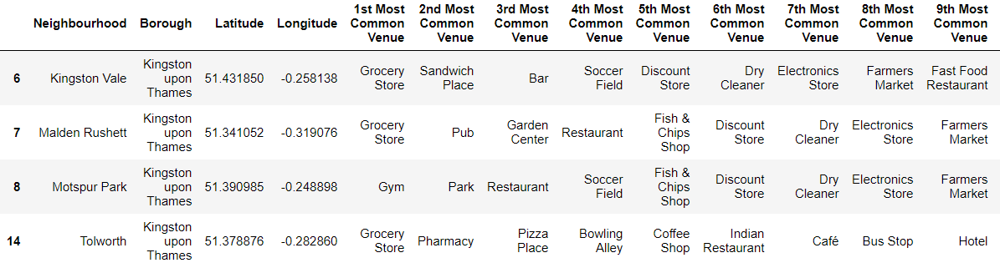 Neighbourhood Borough Latitude Longitude 1st Most Common Venue 2nd Most Common Venue 3rd Most Common Venue 4th Most Common Venue 5th Most Common Venue 6th Most Common Venue 7th Most Common Venue 8th Most Common Venue 9th Most Common Venue
6 Kingston Vale Kingston upon Thames 51.431850 -0.258138 Grocery Store Sandwich Place Bar Soccer Field Discount Store Dry Cleaner Electronics Store Farmers Market Fast Food Restaurant
7 Malden Rushett Kingston upon Thames 51.341052 -0.319076 Grocery Store Pub Garden Center Restaurant Fish & Chips Shop Discount Store Dry Cleaner Electronics Store Farmers Market
8 Motspur Park Kingston upon Thames 51.390985 -0.248898 Gym Park Restaurant Soccer Field Fish & Chips Shop Discount Store Dry Cleaner Electronics Store Farmers Market
14 Tolworth Kingston upon Thames 51.378876 -0.282860 Grocery Store Pharmacy Pizza Place Bowling Alley Coffee Shop Indian Restaurant Café Bus Stop Hotel